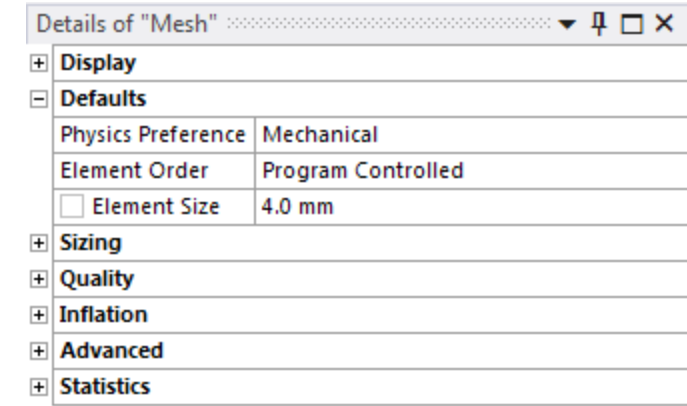 Details of "Mesh"
Display
Defaults
Physics Preference Mechanical
Element Order Program Controlled
Element Size 4.0 mm
Sizing
Quality
Inflation
Advanced
Statistics